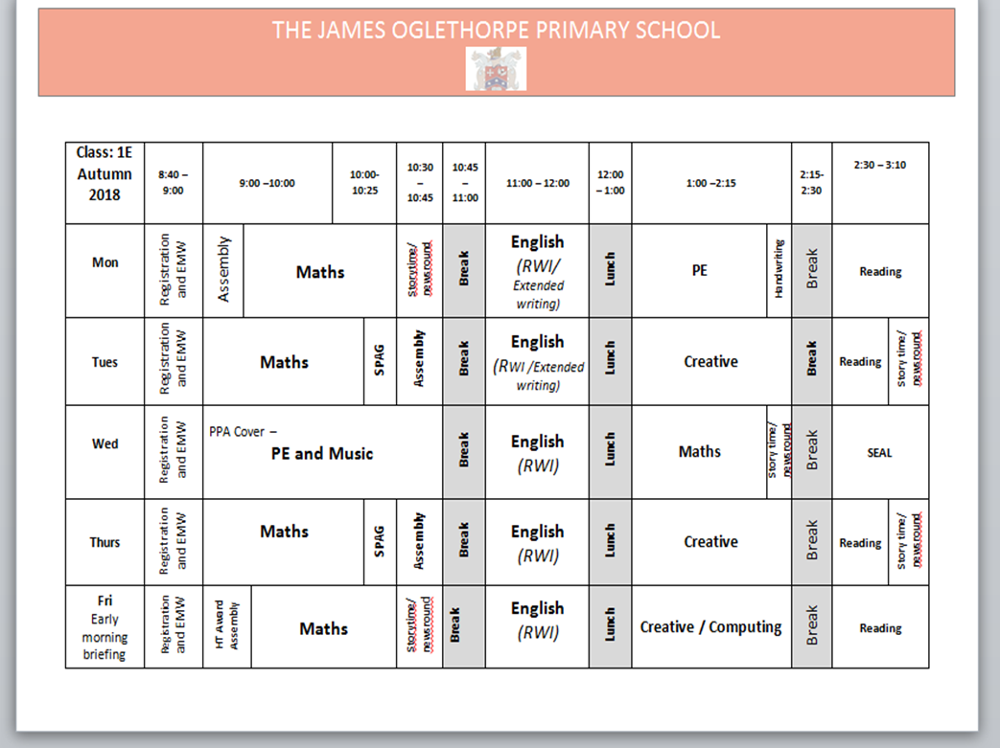 THE JAMES OGLETHORPE PRIMARY SCHOOL
Class: 1E
Autumn
2018
8:40 –
9:00
9:00 –10:00
10:00-
10:25
10:30
–
10:45
10:45
–
11:00
11:00 – 12:00
12:00
– 1:00
1:00 –2:15
2:15-
2:30
2:30 – 3:10
Mon
Registration
and EMW
Assembly
Maths
Storytime/
newsround
Break
English
(RWI/
Extended
writing)
Lunch
PE
Handwriting
Break
Reading
Tues
Registration
and EMW
Maths
SPAG
Assembly
Break
English
(RWI /Extended
writing)
Lunch
Creative
Break
Reading
Story time/
newsround
Wed
Registration
and EMW
PPA Cover –
PE and Music
Break
English
(RWI)
Lunch
Maths
Story time/
newsround
Break
SEAL
Thurs
Registration
and EMW
Maths
SPAG
Assembly
Break
English
(RWI)
Lunch
Creative
Break
Reading
Story time/
newsround
Fri
Early
morning
briefing
Registration
and EMW
HT Award
Assembly
Maths
Storytime/
newsround
Break
English
(RWI)
Lunch
Creative / Computing
Break
Reading